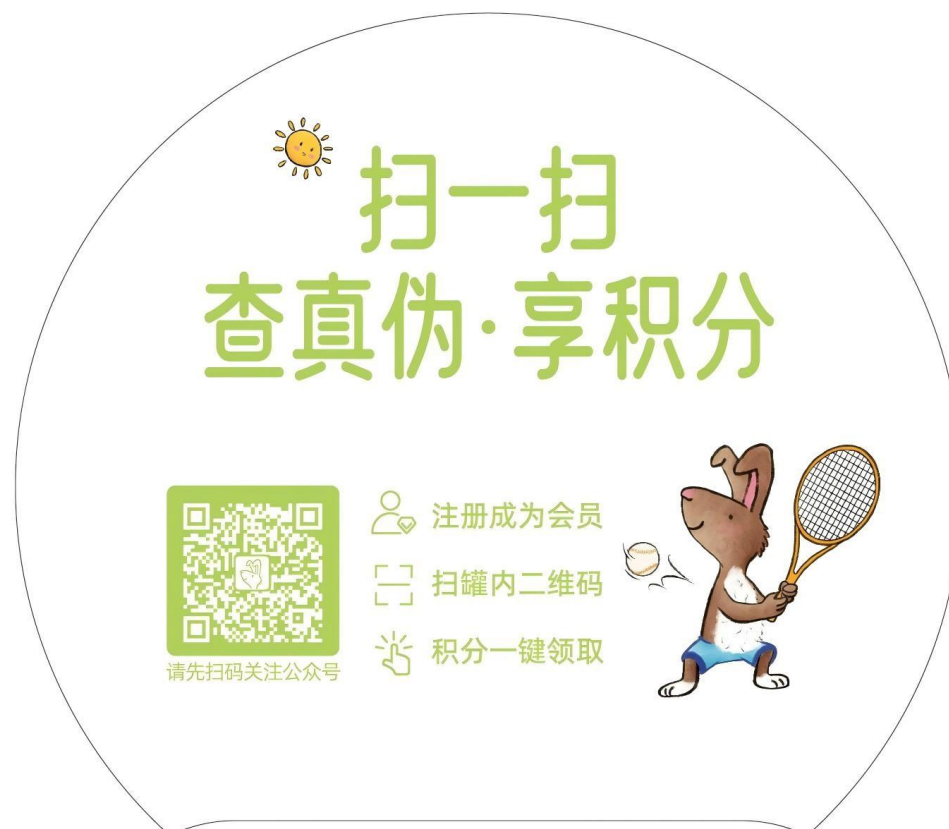 扫一扫
查真伪·享积分
注册成为会员
扫罐内二维码
积分一键领取
请先扫码关注公众号